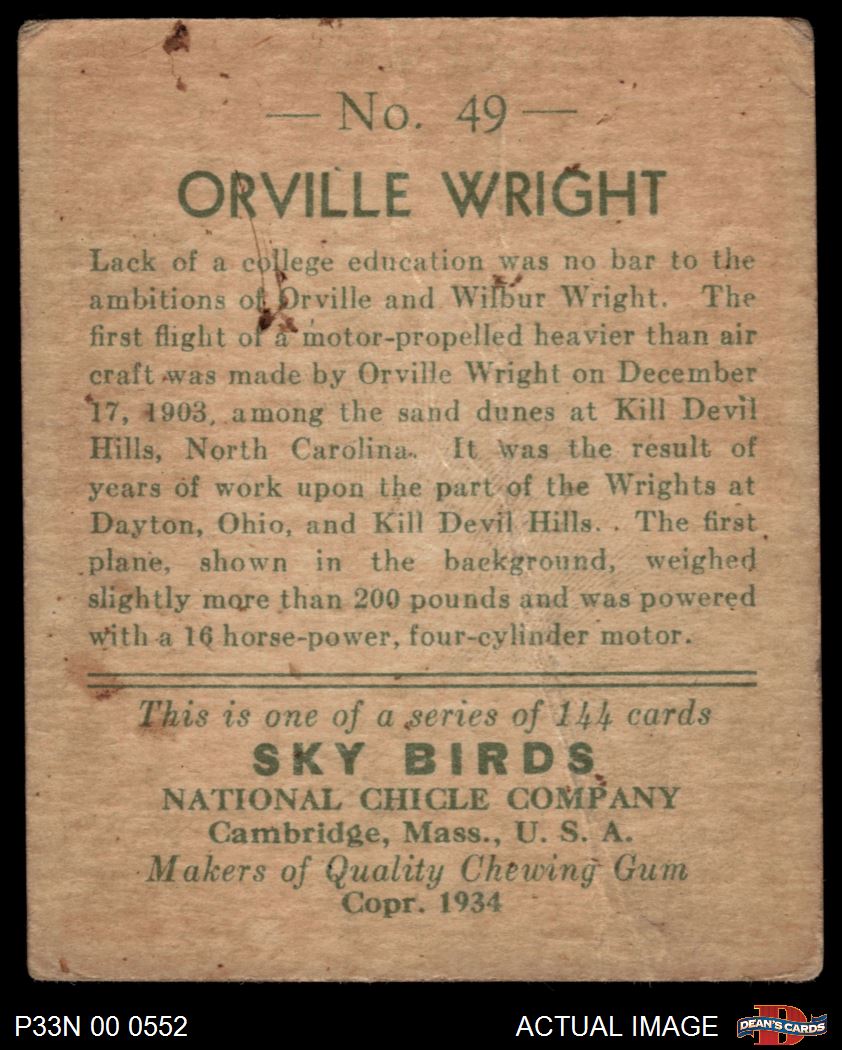 — No. 49 —
ORVILLE WRIGHT
Lack of a college education was no bar to the
ambitions of Orville and Wilbur Wright. The
first flight of a motor-propelled heavier than air
craft was made by Orville Wright on December
17, 1903, among the sand dunes at Kill Devil
Hills, North Carolina. It was the result of
years of work upon the part of the Wrights at
Dayton, Ohio, and Kill Devil Hills. The first
plane, shown in the background, weighed
slightly more than 200 pounds and was powered
with a 16 horse-power, four-cylinder motor.
This is one of a series of 144 cards
SKY BIRDS
NATIONAL CHICLE COMPANY
Cambridge, Mass., U. S. A.
Makers of Quality Chewing Gum
Copr. 1934
P33N 00 0552
ACTUAL IMAGE
D
DEAN'S CARDS